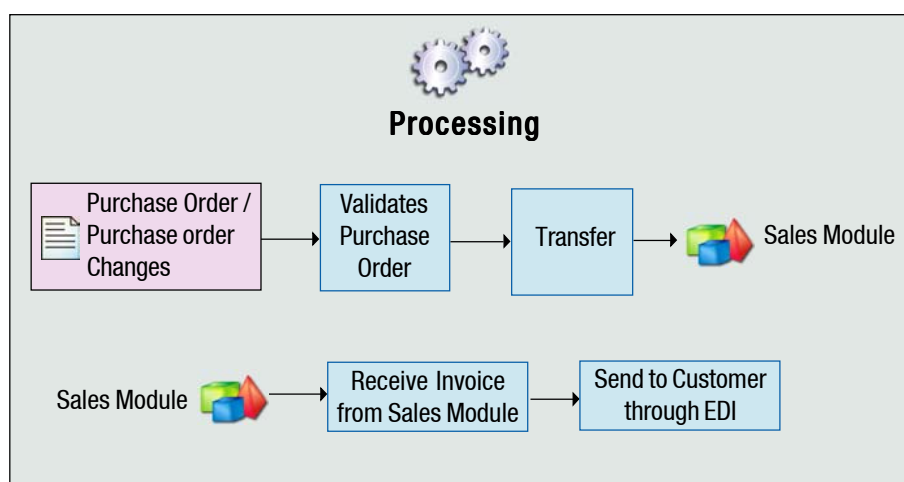 Processing
Purchase Order /
Purchase order
Changes
Validates
Purchase
Order
Transfer
Sales Module
Sales Module
Receive Invoice
from Sales Module
Send to Customer
through EDI